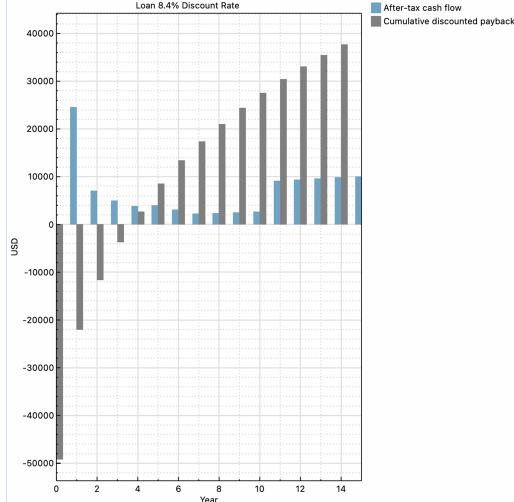 Loan 8.4% Discount Rate
After-tax cash flow
Cumulative discounted payback
40000
30000
20000
10000
0
-10000
-20000
-30000
-40000
-50000
USD
0 2 4 6 8 10 12 14
Year